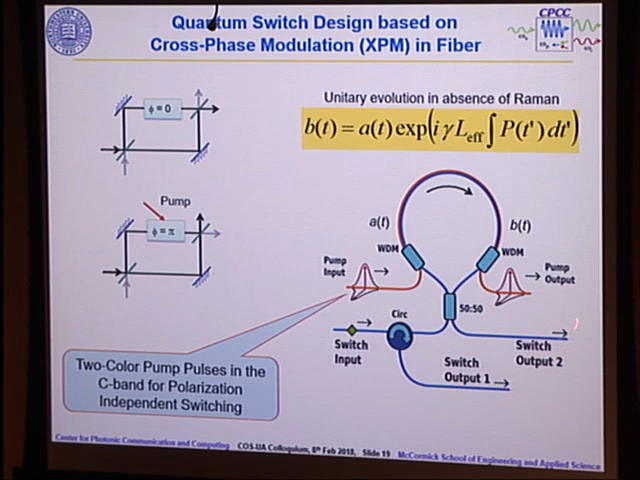 Quantum Switch Design based on
Cross-Phase Modulation (XPM) in Fiber
CPCC
Unitary evolution in absence of Raman
b(t) = a(t) exp(iγL_eff ∫ P(t') dt')
ϕ = 0
Pump
ϕ = π
a(t)
b(t)
WDM
WDM
Pump
Input
Pump
Output
50:50
Circ
Switch
Input
Switch
Output 1
Switch
Output 2
Two-Color Pump Pulses in the
C-band for Polarization
Independent Switching
Center for Photonic Communication and Computing COS-UA Colloquium, 8th Feb 2018, Slide 19 McCormick School of Engineering and Applied Science